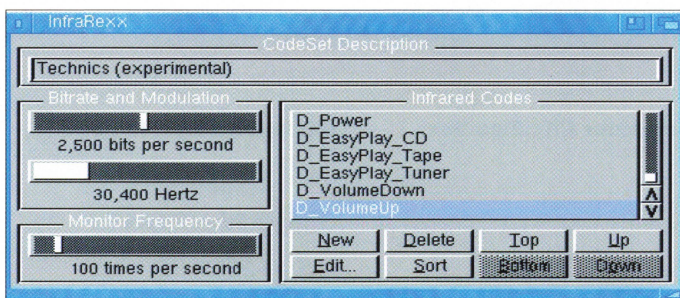 InfraRexx
CodeSet Description
Technics (experimental)
Bitrate and Modulation
2,500 bits per second
30,400 Hertz
Monitor Frequency
100 times per second
Infrared Codes
D_Power
D_EasyPlay_CD
D_EasyPlay_Tape
D_EasyPlay_Tuner
D_VolumeDown
D_VolumeUp
New Delete Top Up
Edit... Sort Bottom Down